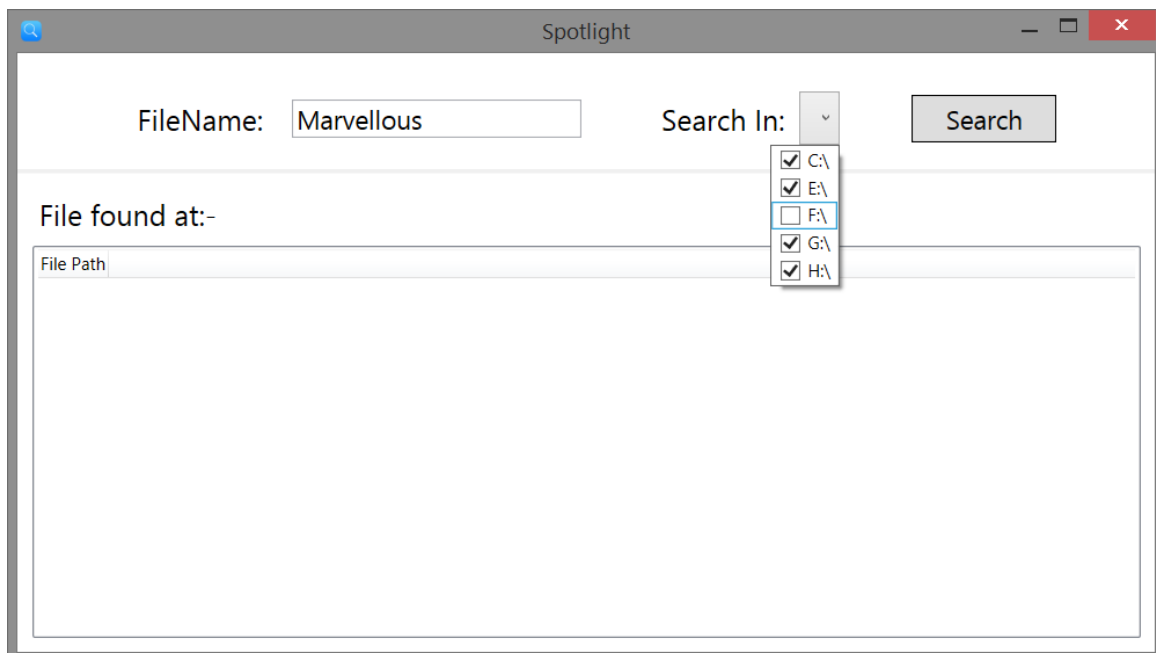 Spotlight
FileName: Marvellous Search In: Search
C:\
E:\
F:\
G:\
H:\
File found at:-
File Path